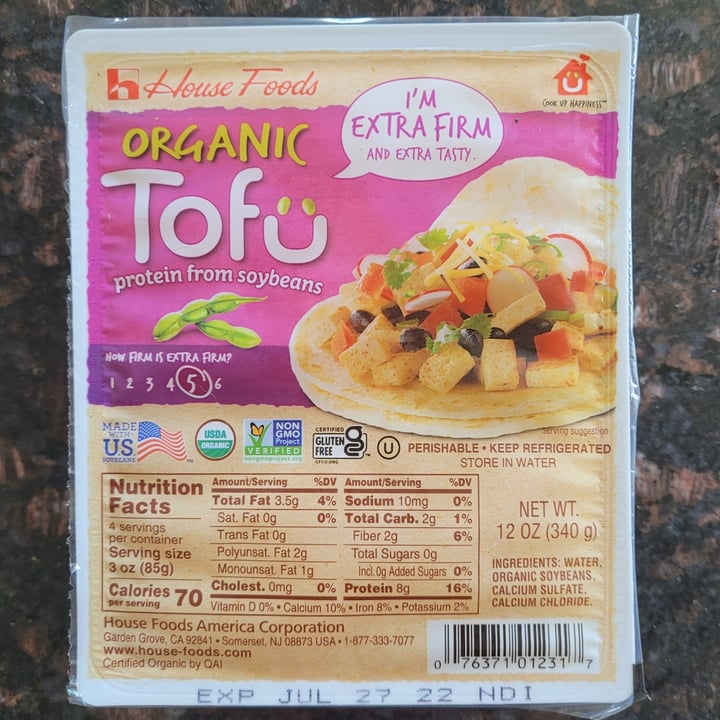 House Foods
COOK UP HAPPINESS™
I'M
EXTRA FIRM
AND EXTRA TASTY.
ORGANIC
Tofu
protein from soybeans
HOW FIRM IS EXTRA FIRM?
1 2 3 4 5 6
serving suggestion
MADE
WITH
U.S.
SOYBEANS
™
USDA
ORGANIC
NON
GMO
Project
VERIFIED
nongmoproject.org
CERTIFIED
GLUTEN
FREE
GFCO.ORG
U
PERISHABLE • KEEP REFRIGERATED
STORE IN WATER
Nutrition
Facts
4 servings
per container
Serving size
3 oz (85g)
Calories 70
per serving
Amount/Serving %DV
Total Fat 3.5g 4%
Sat. Fat 0g 0%
Trans Fat 0g
Polyunsat. Fat 2g
Monounsat. Fat 1g
Cholest. 0mg 0%
Amount/Serving %DV
Sodium 10mg 0%
Total Carb. 2g 1%
Fiber 2g 6%
Total Sugars 0g
Incl. 0g Added Sugars 0%
Protein 8g 16%
Vitamin D 0% • Calcium 10% • Iron 8% • Potassium 2%
NET WT.
12 OZ (340 g)
INGREDIENTS: WATER,
ORGANIC SOYBEANS,
CALCIUM SULFATE,
CALCIUM CHLORIDE.
House Foods America Corporation
Garden Grove, CA 92841 • Somerset, NJ 08873 USA • 1-877-333-7077
www.house-foods.com
Certified Organic by QAI
0 76371 01231 7
EXP JUL 27 22 NDI